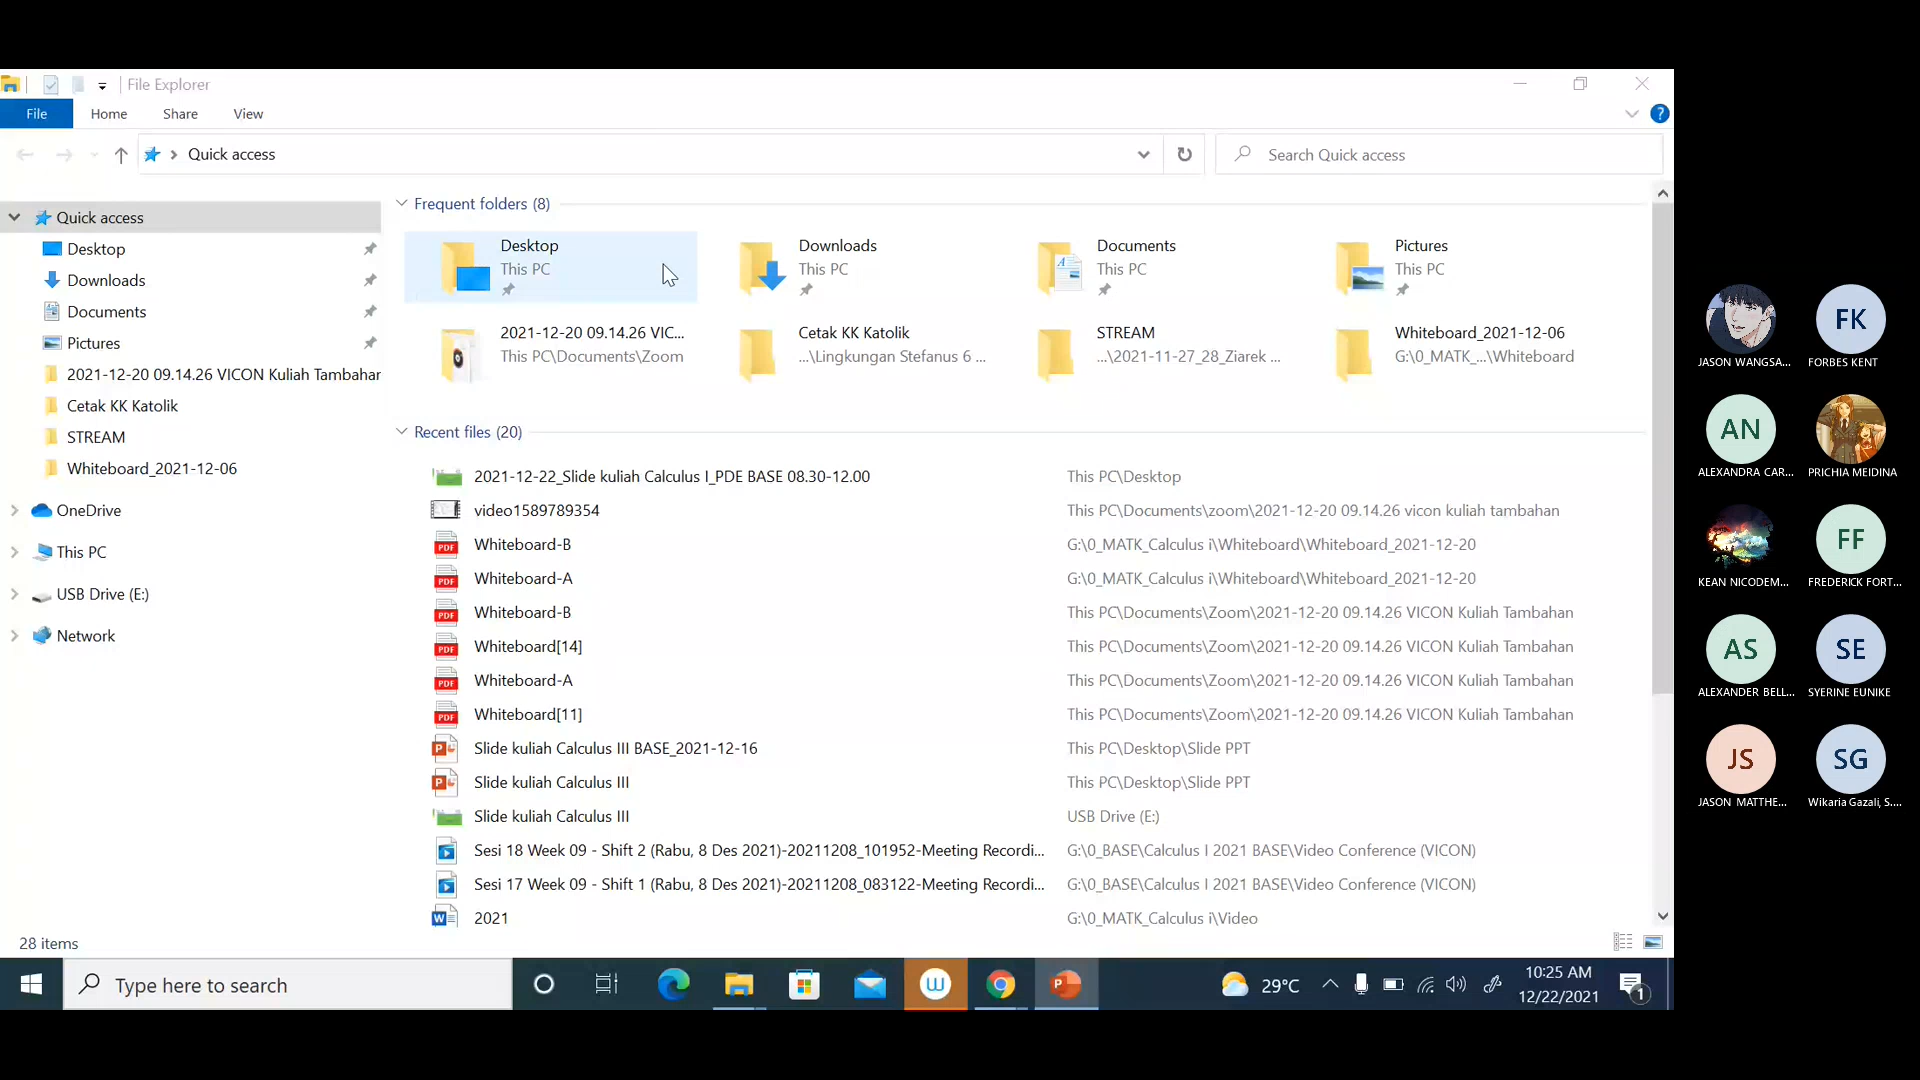 File Explorer
File Home Share View
Quick access
Search Quick access
Quick access
Desktop
Downloads
Documents
Pictures
2021-12-20 09.14.26 VICON Kuliah Tambahar
Cetak KK Katolik
STREAM
Whiteboard_2021-12-06
OneDrive
This PC
USB Drive (E:)
Network
Frequent folders (8)
Desktop
This PC
Downloads
This PC
Documents
This PC
Pictures
This PC
2021-12-20 09.14.26 VIC...
This PC\Documents\Zoom
Cetak KK Katolik
...\Lingkungan Stefanus 6 ...
STREAM
...\2021-11-27_28_Ziarek ...
Whiteboard_2021-12-06
G:\0_MATK_...\Whiteboard
Recent files (20)
2021-12-22_Slide kuliah Calculus I_PDE BASE 08.30-12.00 This PC\Desktop
video1589789354 This PC\Documents\zoom\2021-12-20 09.14.26 vicon kuliah tambahan
PDF Whiteboard-B G:\0_MATK_Calculus i\Whiteboard\Whiteboard_2021-12-20
PDF Whiteboard-A G:\0_MATK_Calculus i\Whiteboard\Whiteboard_2021-12-20
PDF Whiteboard-B This PC\Documents\Zoom\2021-12-20 09.14.26 VICON Kuliah Tambahan
PDF Whiteboard[14] This PC\Documents\Zoom\2021-12-20 09.14.26 VICON Kuliah Tambahan
PDF Whiteboard-A This PC\Documents\Zoom\2021-12-20 09.14.26 VICON Kuliah Tambahan
PDF Whiteboard[11] This PC\Documents\Zoom\2021-12-20 09.14.26 VICON Kuliah Tambahan
Slide kuliah Calculus III BASE_2021-12-16 This PC\Desktop\Slide PPT
Slide kuliah Calculus III This PC\Desktop\Slide PPT
Slide kuliah Calculus III USB Drive (E:)
Sesi 18 Week 09 - Shift 2 (Rabu, 8 Des 2021)-20211208_101952-Meeting Recordi... G:\0_BASE\Calculus I 2021 BASE\Video Conference (VICON)
Sesi 17 Week 09 - Shift 1 (Rabu, 8 Des 2021)-20211208_083122-Meeting Recordi... G:\0_BASE\Calculus I 2021 BASE\Video Conference (VICON)
2021 G:\0_MATK_Calculus i\Video
28 items
Type here to search
29°C
10:25 AM
12/22/2021
1
JASON WANGSA...
FK
FORBES KENT
AN
ALEXANDRA CAR...
PRICHIA MEIDINA
KEAN NICODEM...
FF
FREDERICK FORT...
AS
ALEXANDER BELL...
SE
SYERINE EUNIKE
JS
JASON MATTHE...
SG
Wikaria Gazali, S....